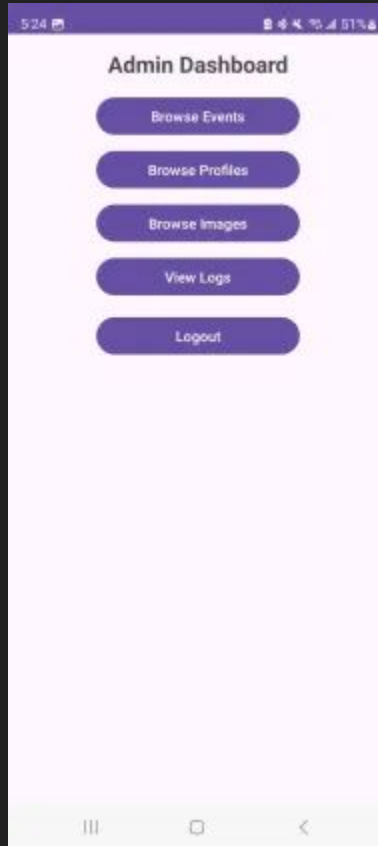 5:24 51%
Admin Dashboard
Browse Events
Browse Profiles
Browse Images
View Logs
Logout